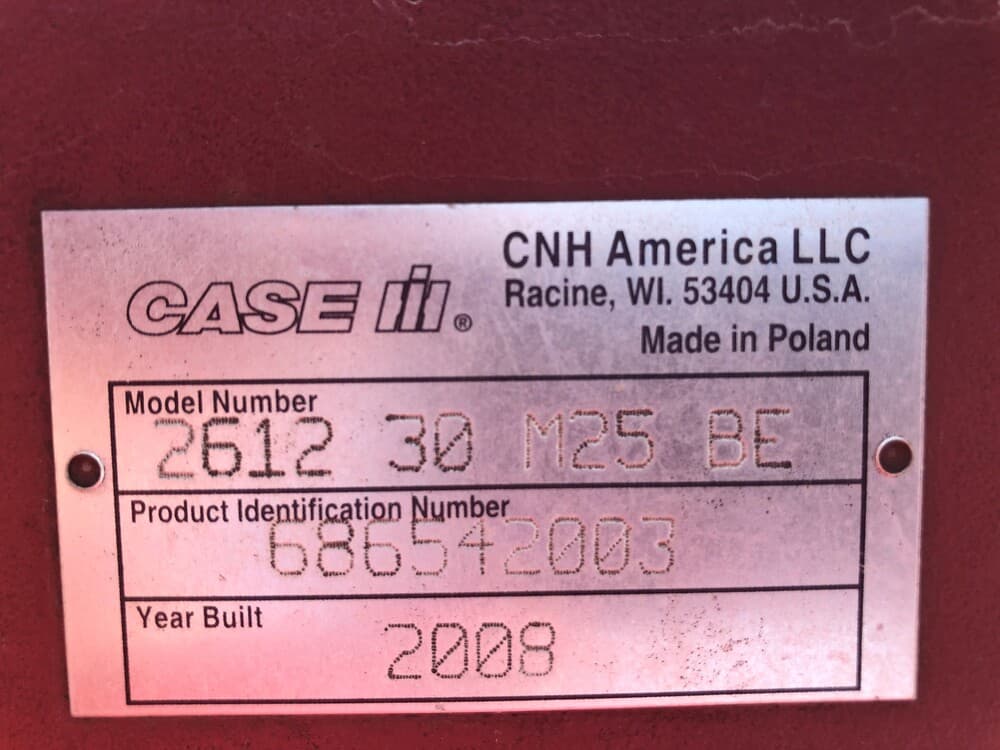 CASE IH®
CNH America LLC
Racine, WI. 53404 U.S.A.
Made in Poland
Model Number
2612 30 M25 BE
Product Identification Number
686542003
Year Built
2008